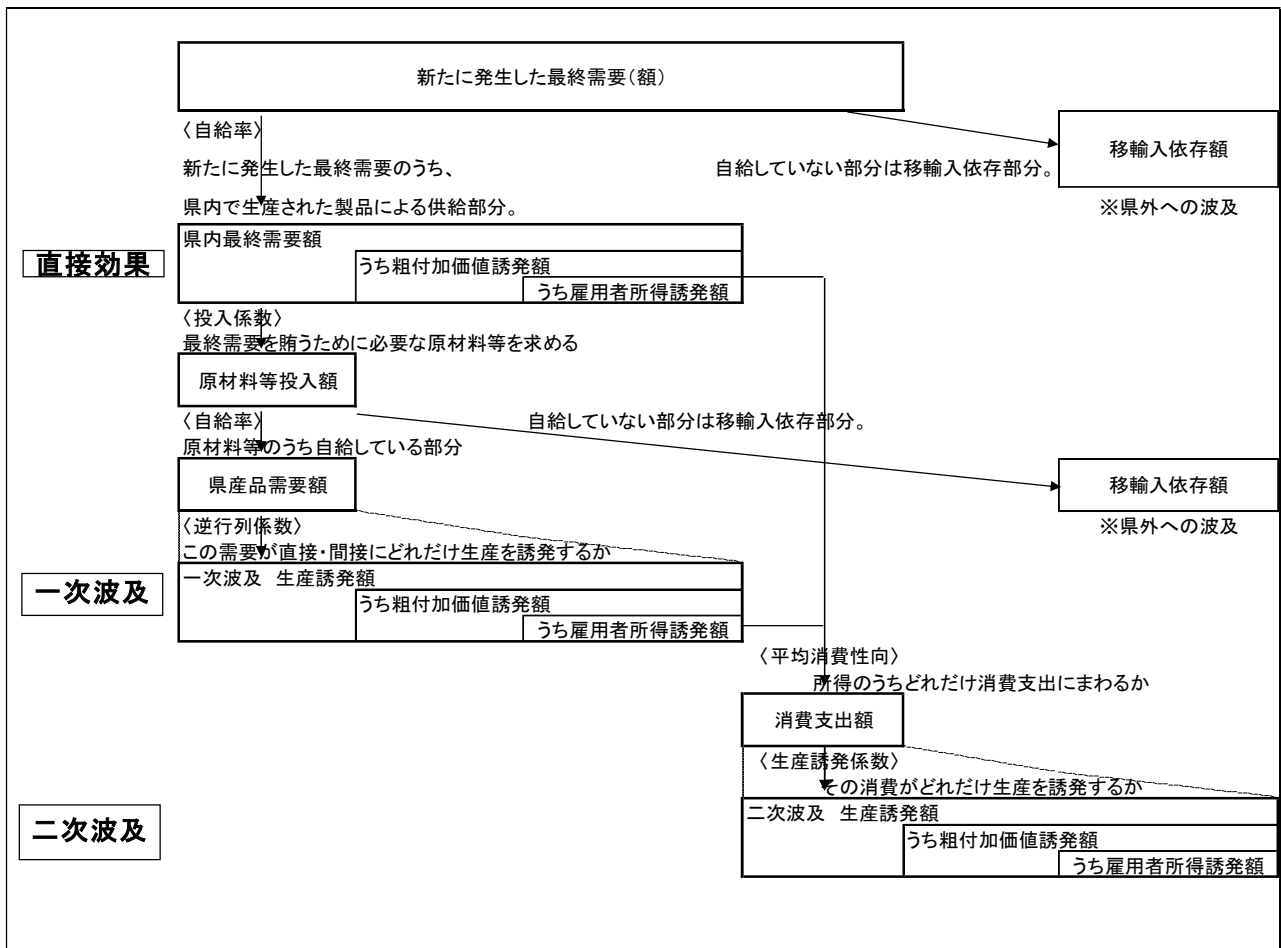 新たに発生した最終需要（額）
〈自給率〉
移輸入依存額
新たに発生した最終需要のうち、
自給していない部分は移輸入依存部分。
県内で生産された製品による供給部分。
※県外への波及
県内最終需要額
直接効果
うち粗付加価値誘発額
うち雇用者所得誘発額
〈投入係数〉
最終需要を賄うために必要な原材料等を求める
原材料等投入額
〈自給率〉
自給していない部分は移輸入依存部分。
原材料等のうち自給している部分
県産品需要額
移輸入依存額
〈逆行列係数〉
※県外への波及
この需要が直接・間接にどれだけ生産を誘発するか
一次波及
一次波及 生産誘発額
うち粗付加価値誘発額
うち雇用者所得誘発額
〈平均消費性向〉
所得のうちどれだけ消費支出にまわるか
消費支出額
〈生産誘発係数〉
その消費がどれだけ生産を誘発するか
二次波及
二次波及 生産誘発額
うち粗付加価値誘発額
うち雇用者所得誘発額